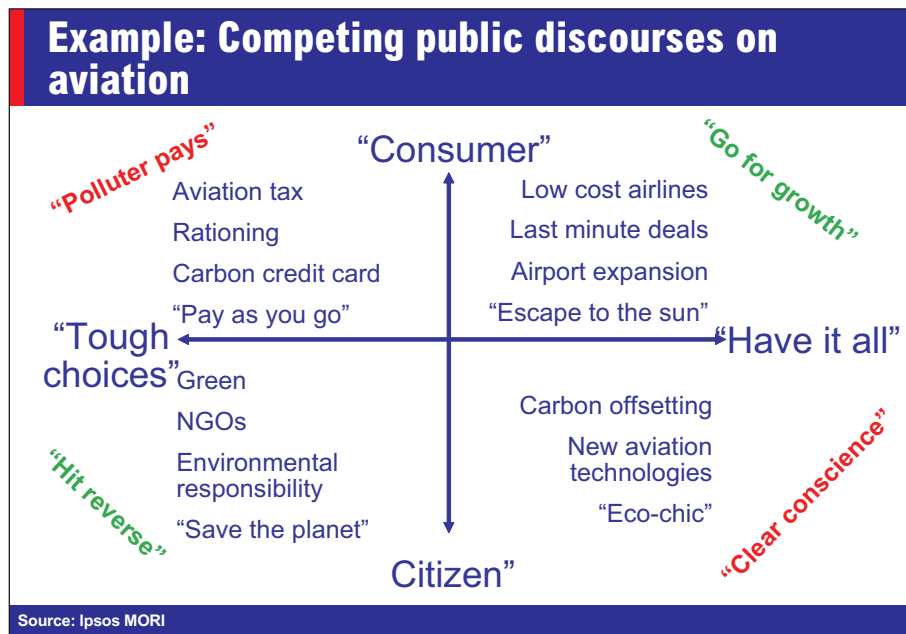 Example: Competing public discourses on
aviation
“Polluter pays”
“Consumer”
“Go for growth”
Aviation tax
Rationing
Carbon credit card
“Pay as you go”
Low cost airlines
Last minute deals
Airport expansion
“Escape to the sun”
“Tough
choices”
“Have it all”
Green
NGOs
Environmental
responsibility
“Save the planet”
Carbon offsetting
New aviation
technologies
“Eco-chic”
“Hit reverse”
“Clear conscience”
Citizen”
Source: Ipsos MORI